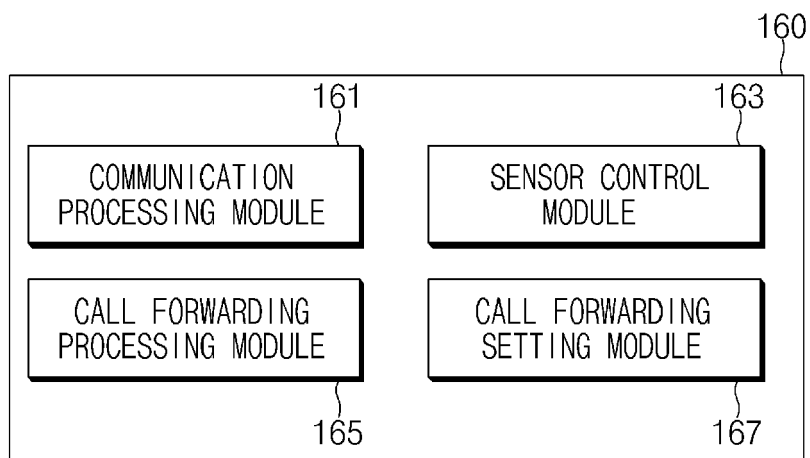 160
161
163
COMMUNICATION
PROCESSING MODULE
SENSOR CONTROL
MODULE
CALL FORWARDING
PROCESSING MODULE
CALL FORWARDING
SETTING MODULE
165
167